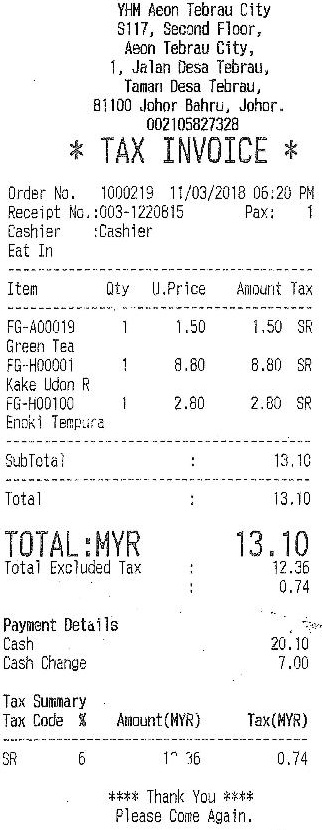 YHM Aeon Tebrau City
S117, Second Floor,
Aeon Tebrau City,
1, Jalan Desa Tebrau,
Taman Desa Tebrau,
81100 Johor Bahru, Johor.
002105827328
* TAX INVOICE *
Order No. 1000219 11/03/2018 06:20 PM
Receipt No.:003-1220815 Pax: 1
Cashier :Cashier
Eat In
Item Qty U.Price Amount Tax
FG-A00019 1 1.50 1.50 SR
Green Tea
FG-H00001 1 8.80 8.80 SR
Kake Udon R
FG-H00100 1 2.80 2.80 SR
Enoki Tempura
SubTotal : 13.10
Total : 13.10
TOTAL:MYR 13.10
Total Excluded Tax : 12.36
: 0.74
Payment Details
Cash 20.10
Cash Change 7.00
Tax Summary
Tax Code % Amount(MYR) Tax(MYR)
SR 6 0.74
**** Thank You ****
Please Come Again.